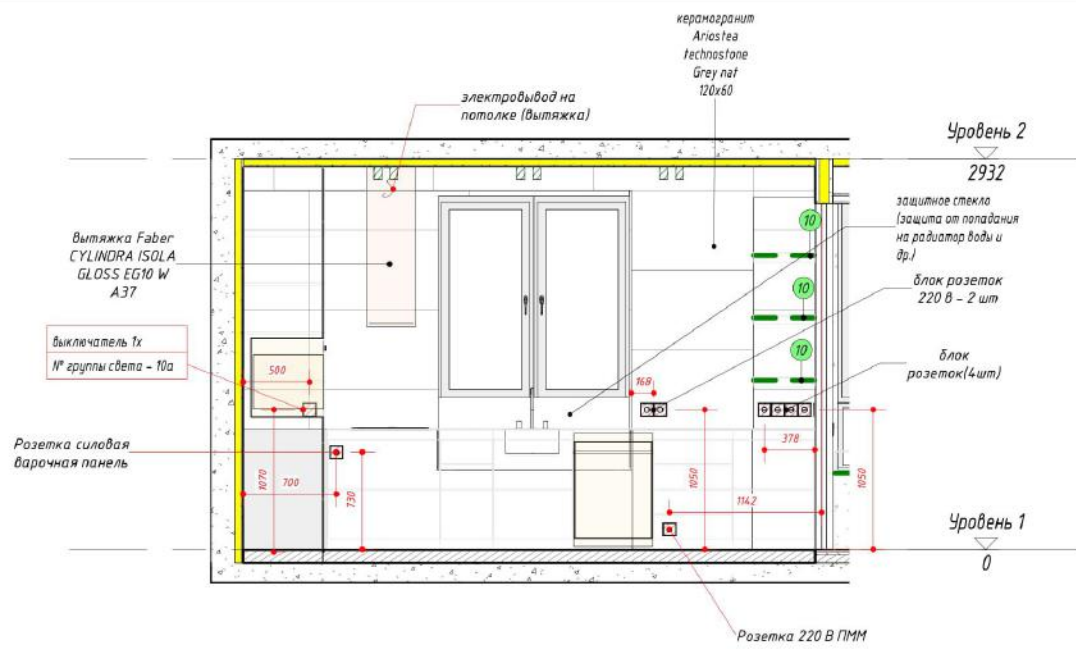 керамогранит
Ariostea
technostone
Grey nat
120x60
электровывод на
потолке (вытяжка)
Уровень 2
2932
защитное стекло
(защита от попадания
на радиатор воды и
др.)
10
вытяжка Faber
CYLINDRA ISOLA
GLOSS EG10 W
A37
блок розеток
220 В - 2 шт
10
выключатель 1х
№ группы света - 10а
500
10
блок
розеток(4шт)
168
Розетка силовая
варочная панель
378
1070
700
730
1050
1142
1050
Уровень 1
0
Розетка 220 В ПММ